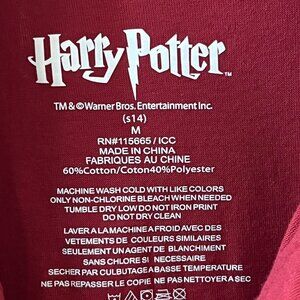 Harry Potter™
TM & © Warner Bros. Entertainment Inc.
(s14)
M
RN#115665 / ICC
MADE IN CHINA
FABRIQUES AU CHINE
60%Cotton/Coton40%Polyester
MACHINE WASH COLD WITH LIKE COLORS
ONLY NON-CHLORINE BLEACH WHEN NEEDED
TUMBLE DRY LOW DO NOT IRON PRINT
DO NOT DRY CLEAN
LAVER A LA MACHINE A FROID AVEC DES
VETEMENTS DE COULEURS SIMILAIRES
SEULEMENT UN AGENT DE BLANCHIMENT
SANS CHLORE SI NECESSAIRE
SECHER PAR CULBUTAGE A BASSE TEMPERATURE
NE PAS REPASSER LE NE PAS NETTOYER A SEC